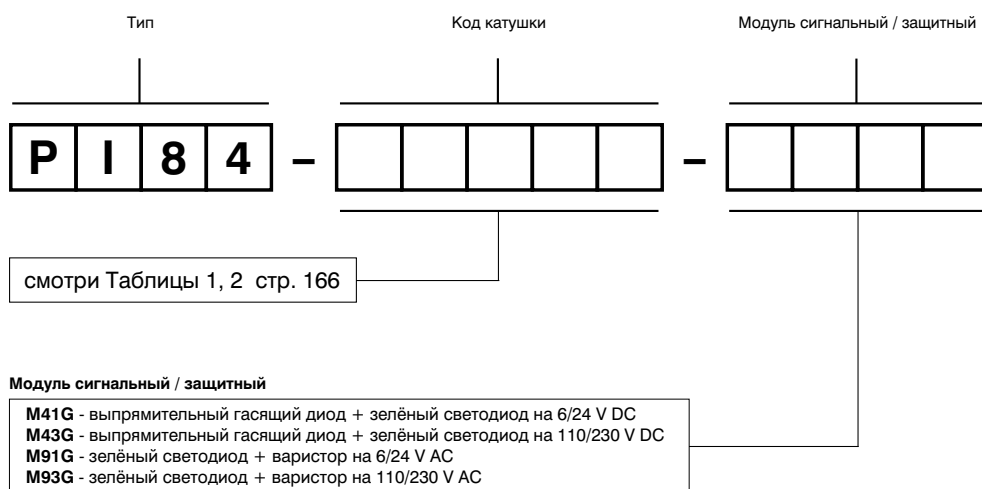 Тип
Код катушки
Модуль сигнальный / защитный
P I 8 4 – –
смотри Таблицы 1, 2 стр. 166
Модуль сигнальный / защитный
M41G - выпрямительный гасящий диод + зелёный светодиод на 6/24 V DC
M43G - выпрямительный гасящий диод + зелёный светодиод на 110/230 V DC
M91G - зелёный светодиод + варистор на 6/24 V AC
M93G - зелёный светодиод + варистор на 110/230 V AC